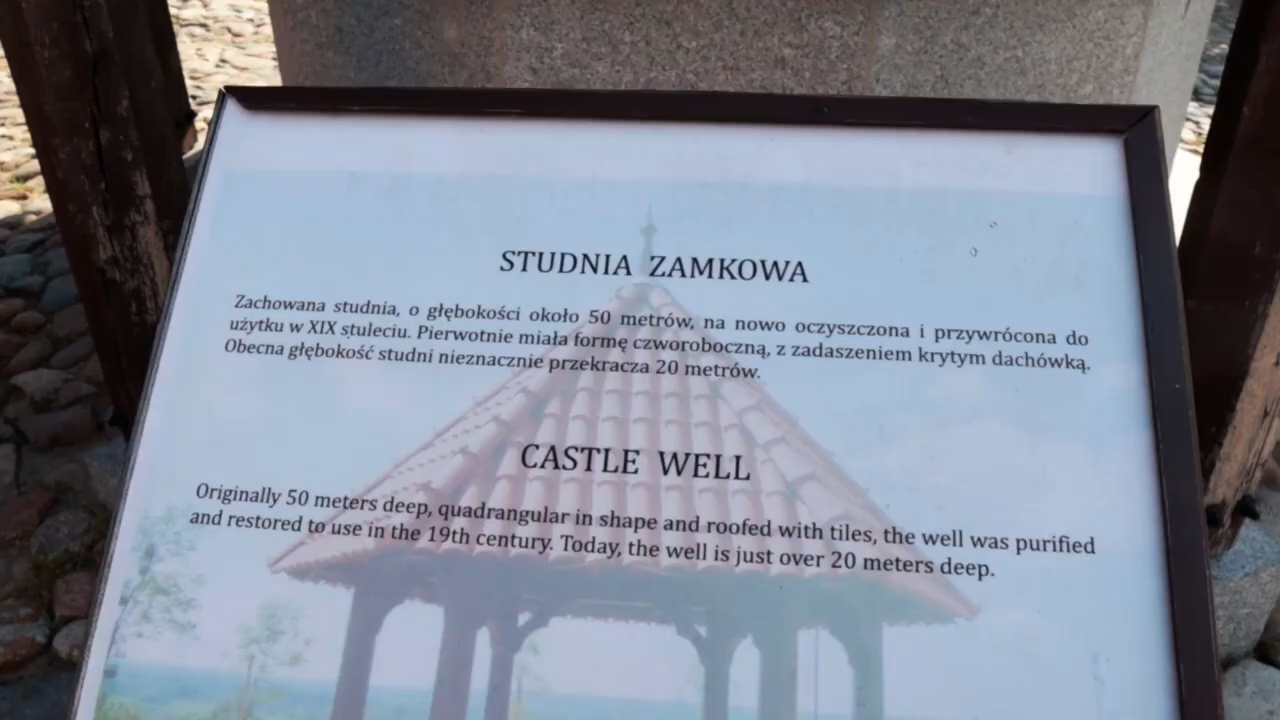 STUDNIA ZAMKOWA
Zachowana studnia, o głębokości około 50 metrów, na nowo oczyszczona i przywrócona do
użytku w XIX stuleciu. Pierwotnie miała formę czworoboczną, z zadaszeniem krytym dachówką.
Obecna głębokość studni nieznacznie przekracza 20 metrów.
CASTLE WELL
Originally 50 meters deep, quadrangular in shape and roofed with tiles, the well was purified
and restored to use in the 19th century. Today, the well is just over 20 meters deep.